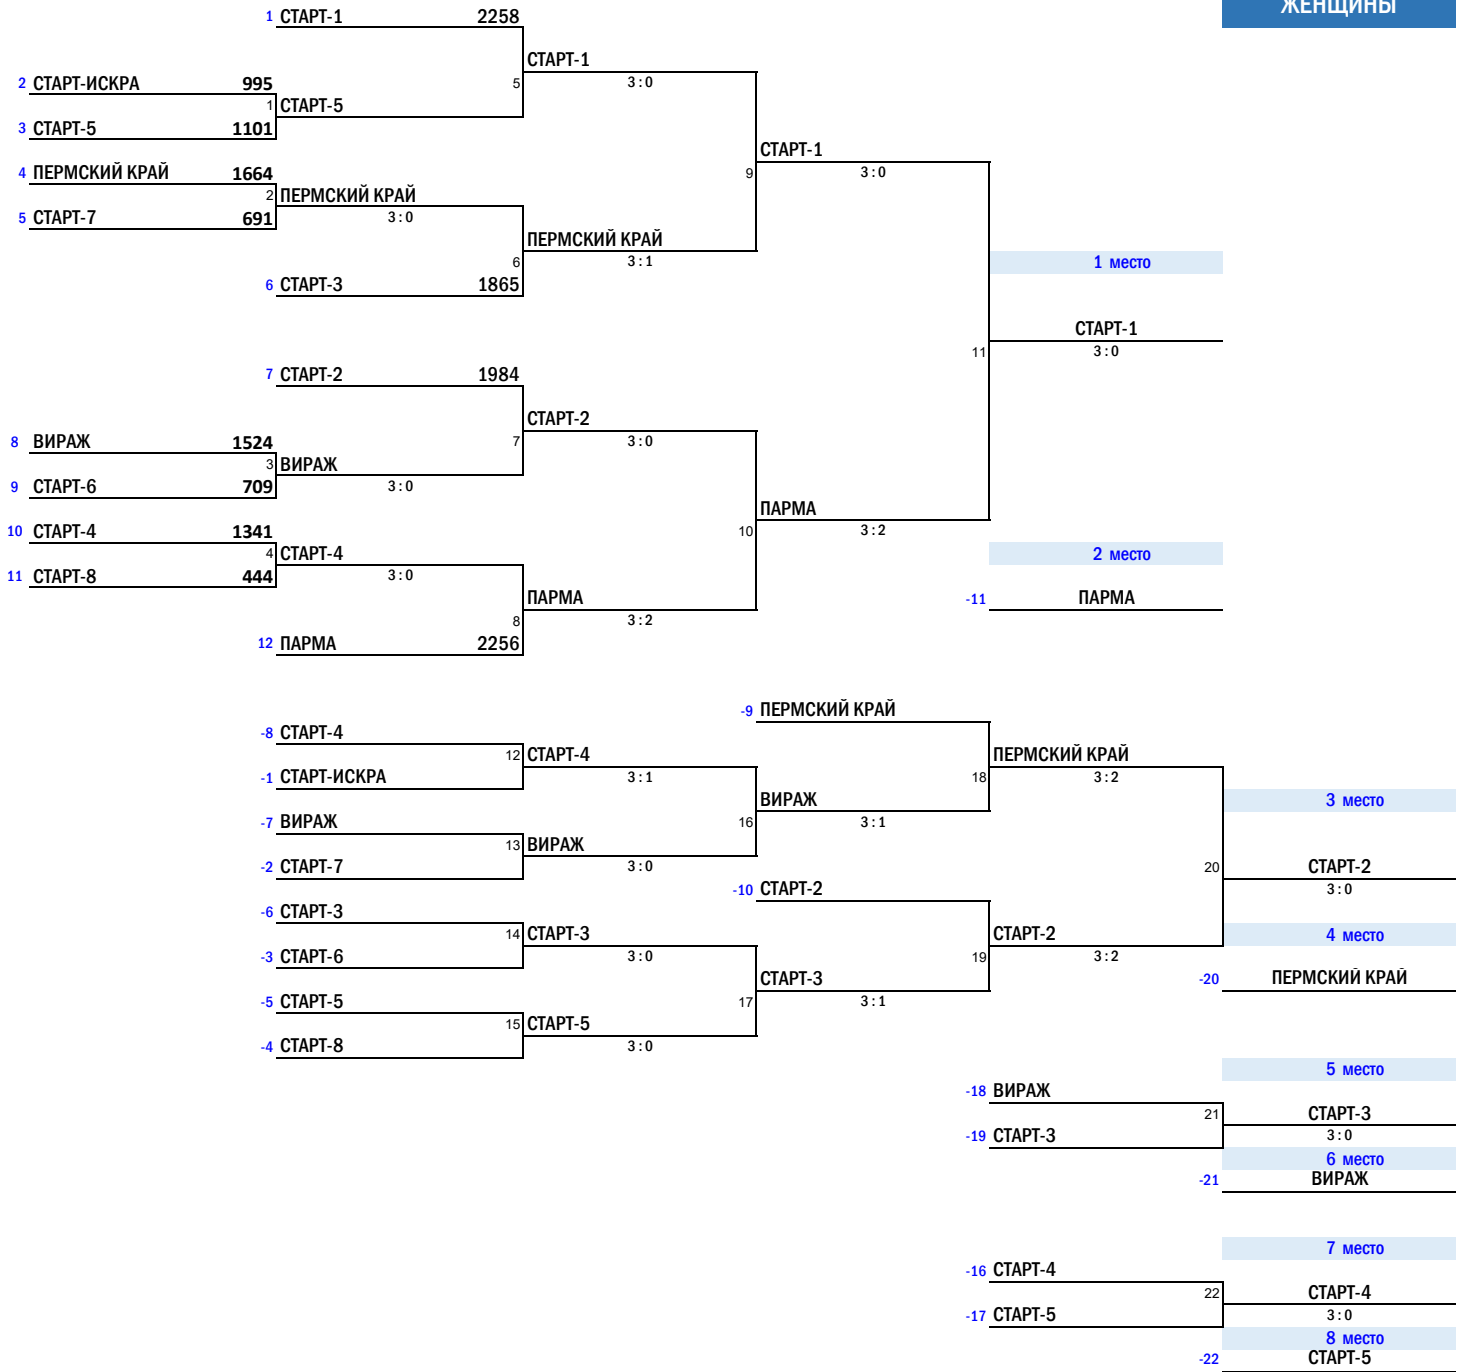 ЖЕНЩИНЫ
1 СТАРТ-1 2258
СТАРТ-1
2 СТАРТ-ИСКРА 995
5 3:0
1 СТАРТ-5
3 СТАРТ-5 1101
СТАРТ-1
4 ПЕРМСКИЙ КРАЙ 1664
9 3:0
2 ПЕРМСКИЙ КРАЙ
5 СТАРТ-7 691
3:0
ПЕРМСКИЙ КРАЙ
6 3:1
1 место
6 СТАРТ-3 1865
СТАРТ-1
11 3:0
7 СТАРТ-2 1984
СТАРТ-2
8 ВИРАЖ 1524
7 3:0
3 ВИРАЖ
9 СТАРТ-6 709
3:0
ПАРМА
10 СТАРТ-4 1341
10 3:2
4 СТАРТ-4
2 место
11 СТАРТ-8 444
3:0
ПАРМА
-11 ПАРМА
8 3:2
12 ПАРМА 2256
-9 ПЕРМСКИЙ КРАЙ
-8 СТАРТ-4
12 СТАРТ-4
ПЕРМСКИЙ КРАЙ
-1 СТАРТ-ИСКРА
3:1
18 3:2
ВИРАЖ
3 место
-7 ВИРАЖ
16 3:1
13 ВИРАЖ
-2 СТАРТ-7
3:0
20 СТАРТ-2
-10 СТАРТ-2
3:0
-6 СТАРТ-3
14 СТАРТ-3
СТАРТ-2
4 место
-3 СТАРТ-6
3:0
19 3:2
СТАРТ-3
-20 ПЕРМСКИЙ КРАЙ
-5 СТАРТ-5
17 3:1
15 СТАРТ-5
-4 СТАРТ-8
3:0
5 место
-18 ВИРАЖ
21 СТАРТ-3
-19 СТАРТ-3
3:0
6 место
-21 ВИРАЖ
7 место
-16 СТАРТ-4
22 СТАРТ-4
-17 СТАРТ-5
3:0
8 место
-22 СТАРТ-5